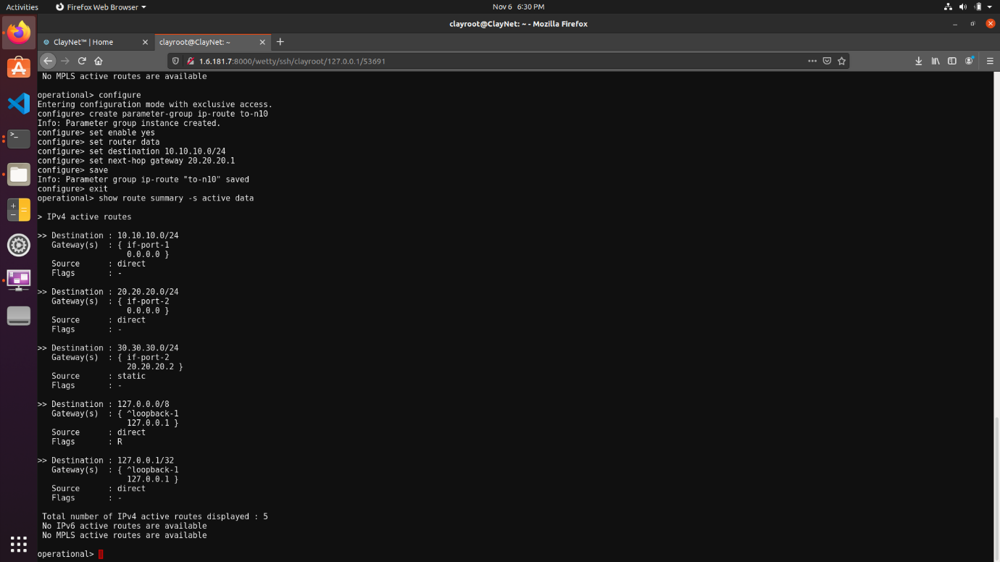 Activities
Firefox Web Browser
Nov 6 6:30 PM
clayroot@ClayNet: ~ - Mozilla Firefox
ClayNet™ | Home
clayroot@ClayNet: ~
1.6.181.7:8000/wetty/ssh/clayroot/127.0.0.1/53691
No MPLS active routes are available
operational> configure
Entering configuration mode with exclusive access.
configure> create parameter-group ip-route to-n10
Info: Parameter group instance created.
configure> set enable yes
configure> set router data
configure> set destination 10.10.10.0/24
configure> set next-hop gateway 20.20.20.1
configure> save
Info: Parameter group ip-route "to-n10" saved
configure> exit
operational> show route summary -s active data
> IPv4 active routes
>> Destination : 10.10.10.0/24
Gateway(s) : { if-port-1
0.0.0.0 }
Source : direct
Flags : -
>> Destination : 20.20.20.0/24
Gateway(s) : { if-port-2
0.0.0.0 }
Source : direct
Flags : -
>> Destination : 30.30.30.0/24
Gateway(s) : { if-port-2
20.20.20.2 }
Source : static
Flags : -
>> Destination : 127.0.0.0/8
Gateway(s) : { ^loopback-1
127.0.0.1 }
Source : direct
Flags : R
>> Destination : 127.0.0.1/32
Gateway(s) : { ^loopback-1
127.0.0.1 }
Source : direct
Flags : -
Total number of IPv4 active routes displayed : 5
No IPv6 active routes are available
No MPLS active routes are available
operational>